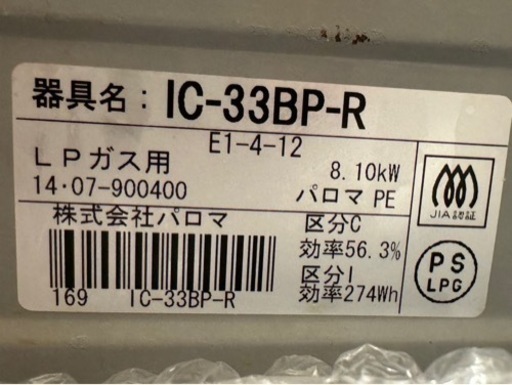 器具名：IC-33BP-R
E1-4-12
LPガス用
8.10kW
14・07-900400
パロマ PE
JIA認証
株式会社パロマ
区分C
効率56.3%
区分I
効率274Wh
PS
LPG
169 IC-33BP-R